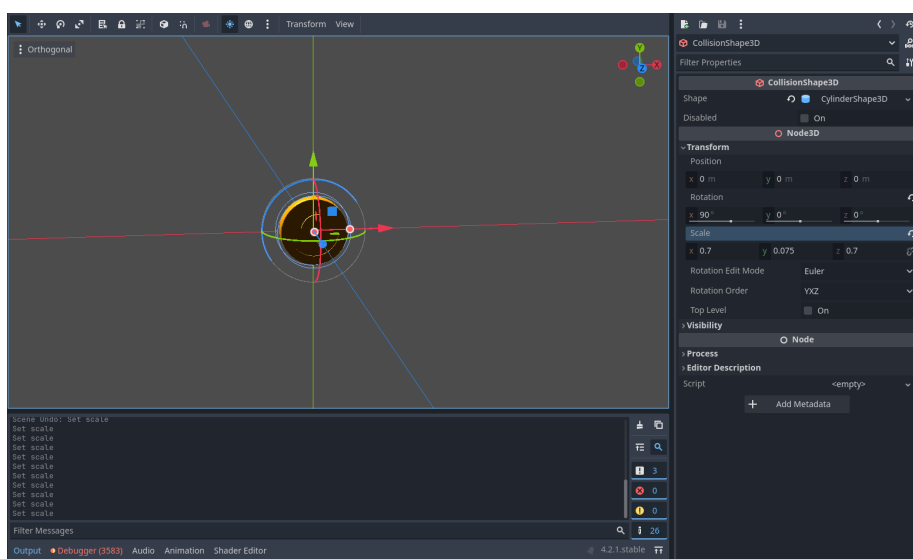 Transform View
CollisionShape3D
Orthogonal
Y
X
Z
Filter Properties
CollisionShape3D
Shape CylinderShape3D
Disabled On
Node3D
Transform
Position
x 0 m y 0 m z 0 m
Rotation
x 90° y 0° z 0°
Scale
x 0.7 y 0.075 z 0.7
Rotation Edit Mode Euler
Rotation Order YXZ
Top Level On
Visibility
Node
Process
Editor Description
Script <empty>
Add Metadata
Scene Undo: Set scale
Set scale
Set scale
Set scale
Set scale
Set scale
Set scale
Set scale
Set scale
Set scale
Set scale
3
0
0
26
Filter Messages
Output Debugger (3583) Audio Animation Shader Editor 4.2.1.stable